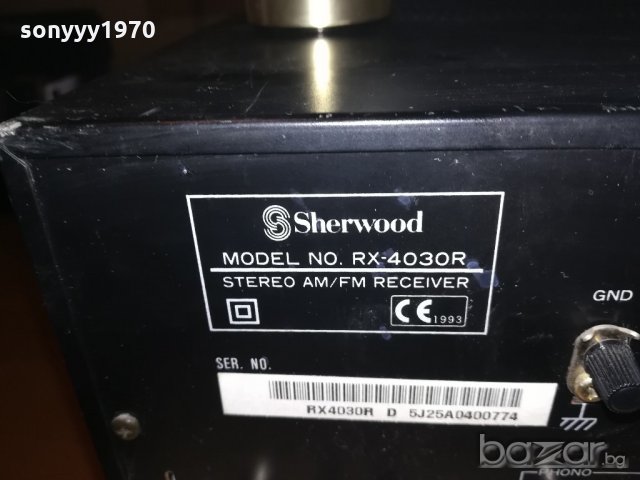 sonyyy1970
Sherwood
MODEL NO. RX-4030R
STEREO AM/FM RECEIVER
CE 1993
GND
SER. NO.
RX4030R D 5J25A0400774
bazar.bg
PHONO